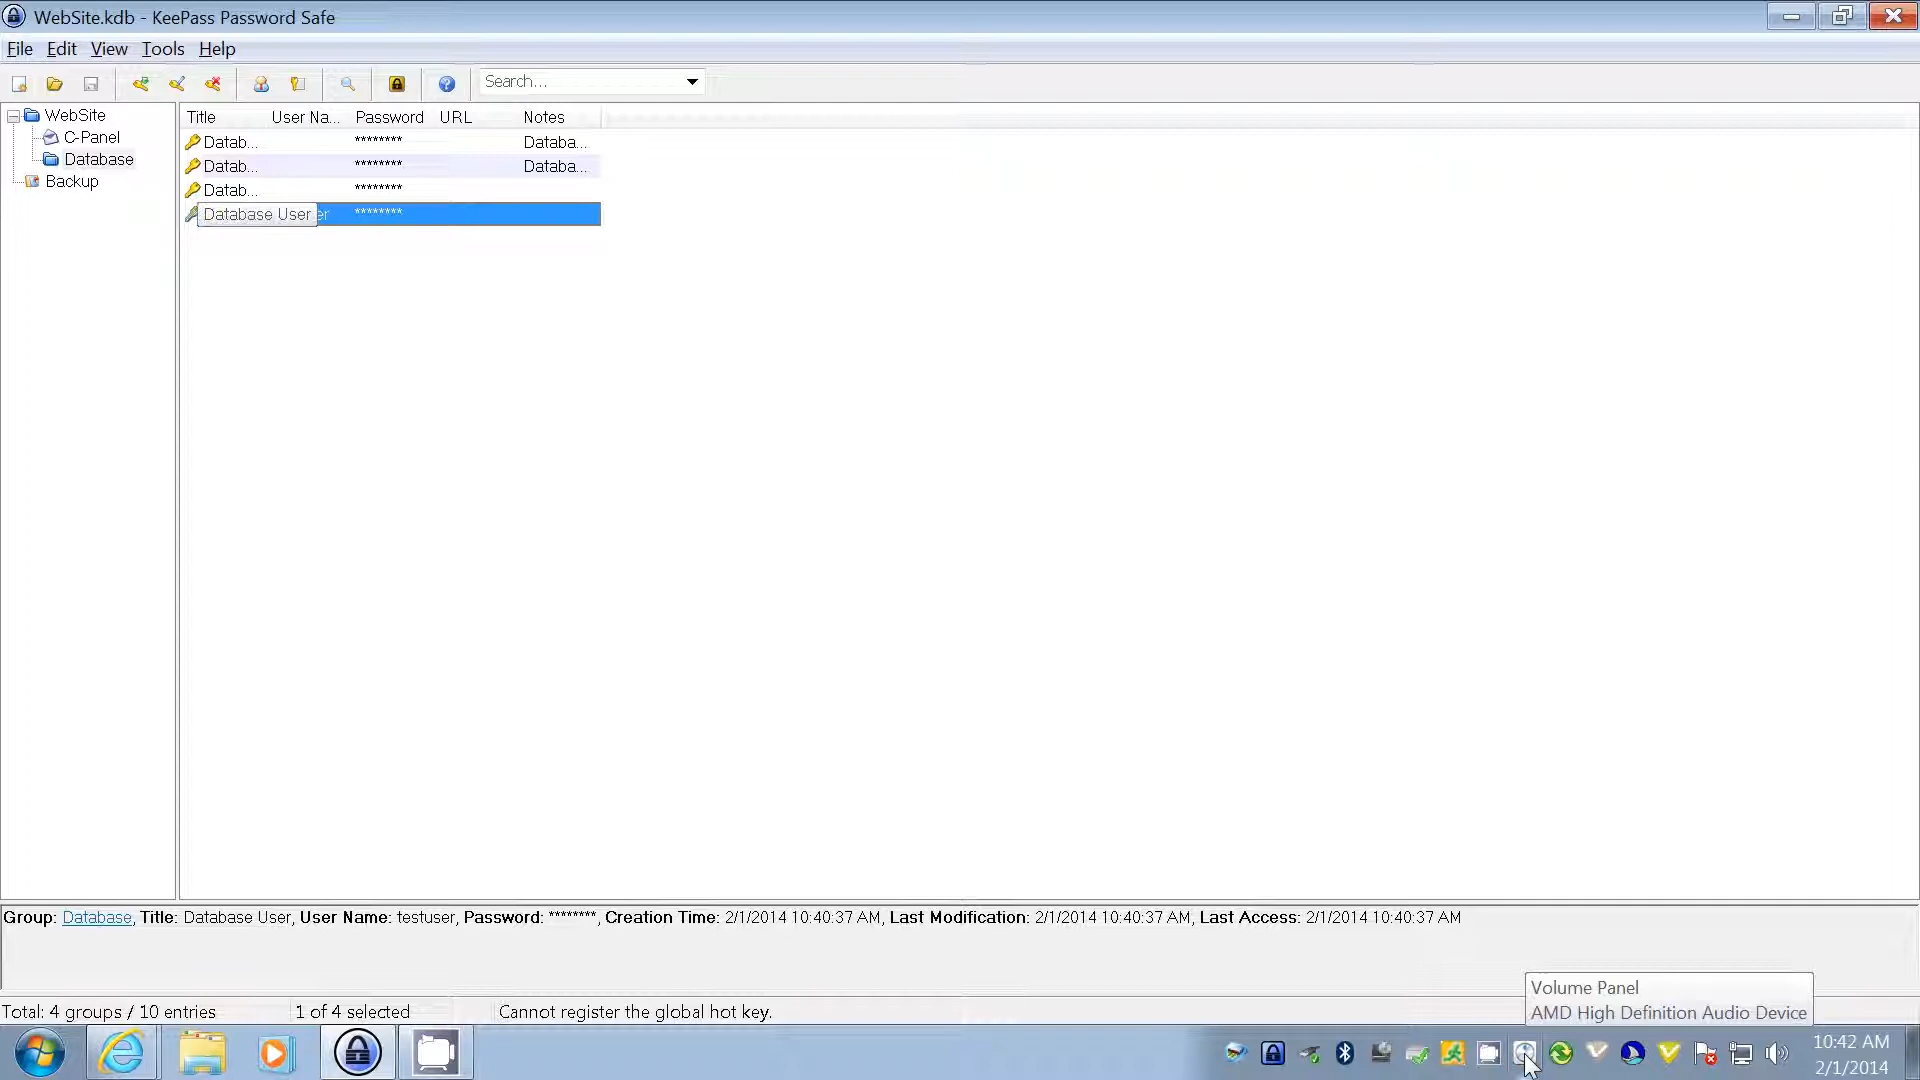 WebSite.kdb - KeePass Password Safe
File Edit View Tools Help
Search...
WebSite
C-Panel
Database
Backup
Title User Na... Password URL Notes
Datab... ******** Databa...
Datab... ******** Databa...
Datab... ********
Database User er ********
Group: Database, Title: Database User, User Name: testuser, Password: ********, Creation Time: 2/1/2014 10:40:37 AM, Last Modification: 2/1/2014 10:40:37 AM, Last Access: 2/1/2014 10:40:37 AM
Volume Panel
AMD High Definition Audio Device
Total: 4 groups / 10 entries 1 of 4 selected Cannot register the global hot key.
10:42 AM
2/1/2014